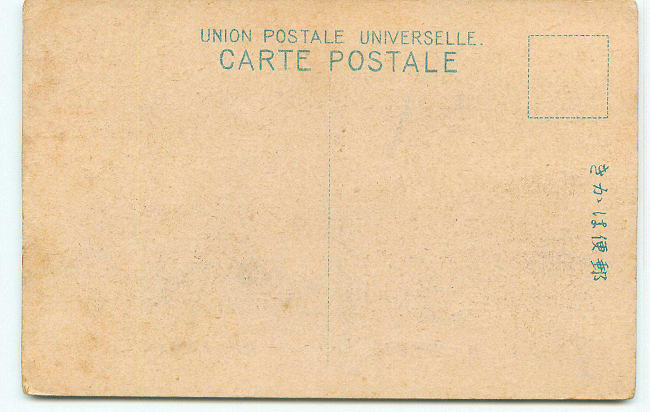 UNION POSTALE UNIVERSELLE.
CARTE POSTALE
きかは便郵